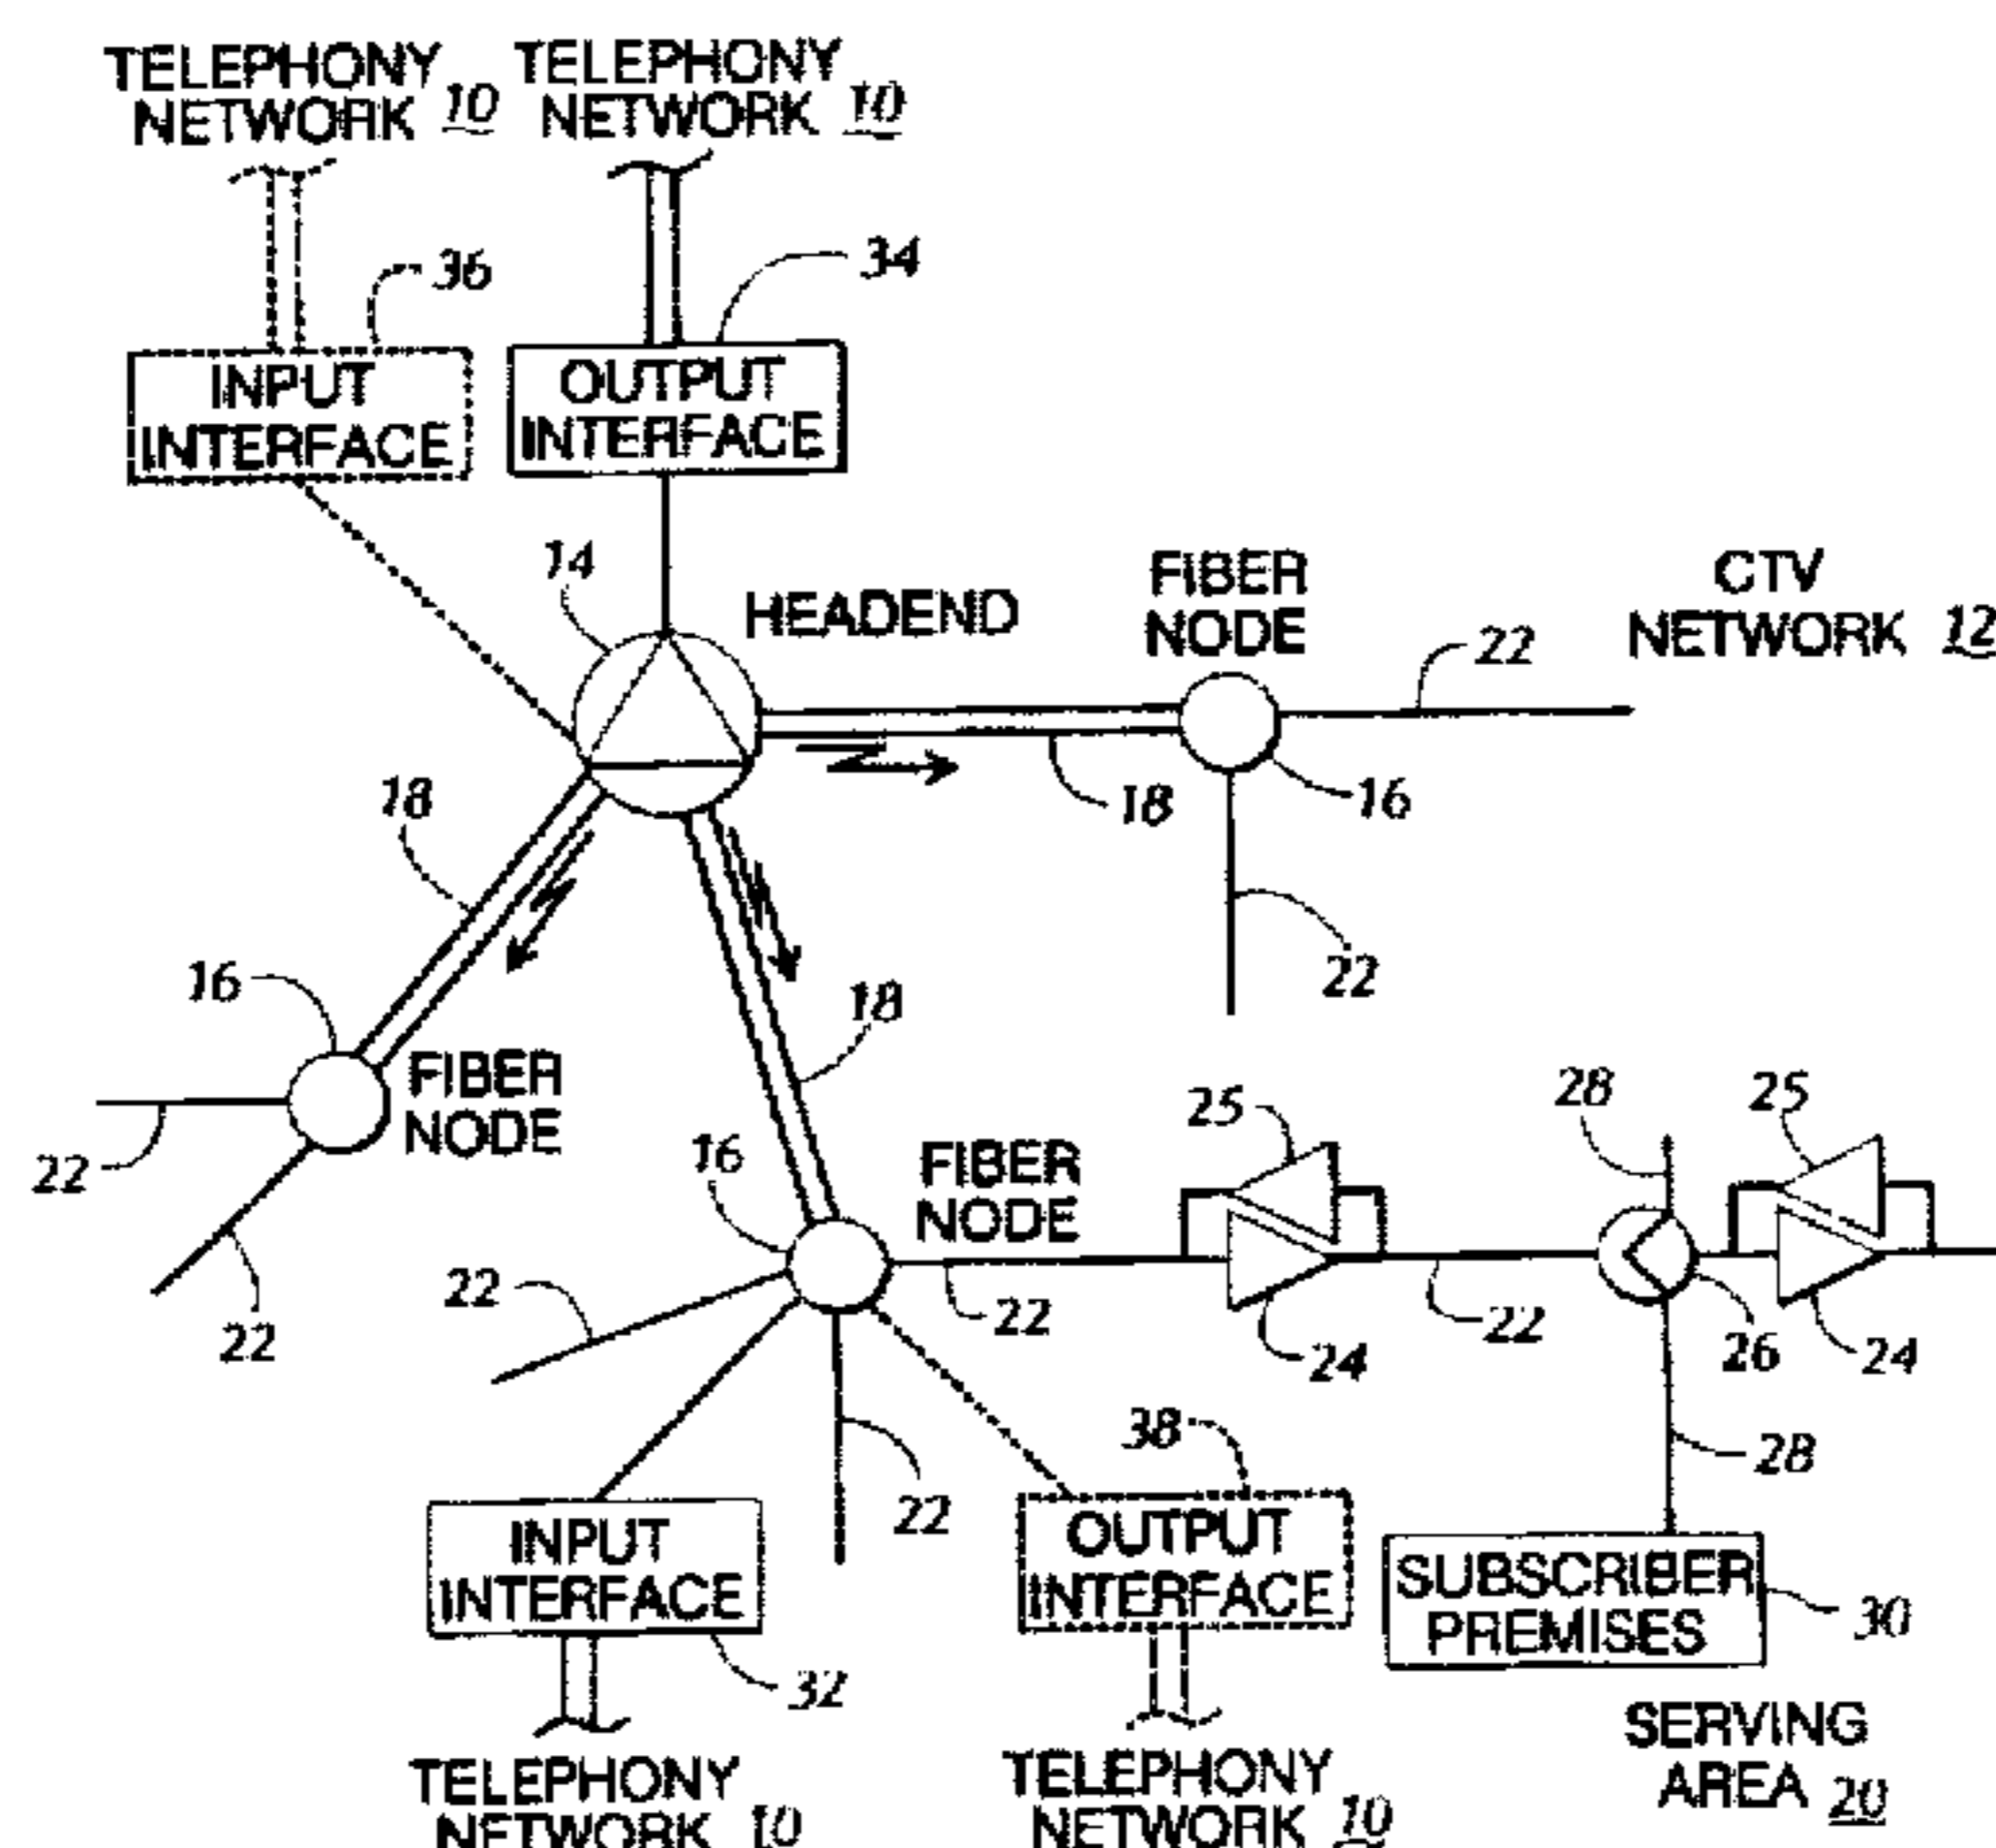 TELEPHONY
NETWORK 10
TELEPHONY
NETWORK 10
36
34
INPUT
INTERFACE
OUTPUT
INTERFACE
14
HEADEND
FIBER
NODE
CTV
NETWORK 12
22
18
18
16
22
16
18
FIBER
NODE
22
22
16
FIBER
NODE
25
28
25
22
22
22
26
24
24
38
28
22
INPUT
INTERFACE
OUTPUT
INTERFACE
SUBSCRIBER
PREMISES
30
32
TELEPHONY
NETWORK 10
TELEPHONY
NETWORK 10
SERVING
AREA 20